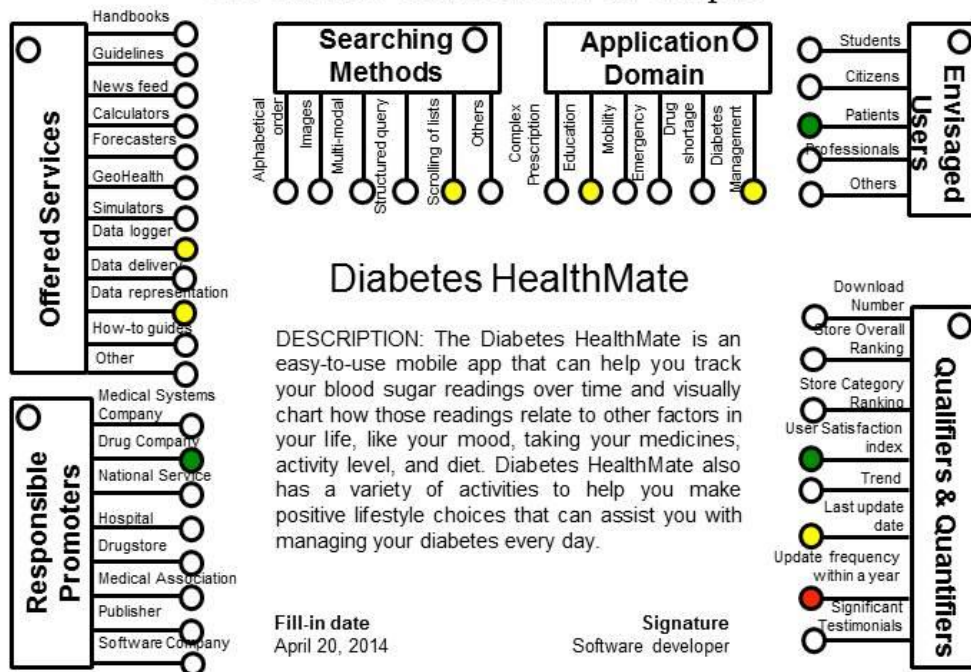 Handbooks
Guidelines
News feed
Calculators
Forecasters
GeoHealth
Simulators
Data logger
Data delivery
Data representation
How-to guides
Other
Offered Services
Searching
Methods
Alphabetical
order
Images
Multi-modal
Structured query
Scrolling of lists
Others
Application
Domain
Complex
Prescription
Education
Mobility
Emergency
Drug
shortage
Diabetes
Management
Students
Citizens
Patients
Professionals
Others
Envisaged
Users
Diabetes HealthMate
DESCRIPTION: The Diabetes HealthMate is an
easy-to-use mobile app that can help you track
your blood sugar readings over time and visually
chart how those readings relate to other factors in
your life, like your mood, taking your medicines,
activity level, and diet. Diabetes HealthMate also
has a variety of activities to help you make
positive lifestyle choices that can assist you with
managing your diabetes every day.
Fill-in date
April 20, 2014
Signature
Software developer
Medical Systems
Company
Drug Company
National Service
Hospital
Drugstore
Medical Association
Publisher
Software Company
Responsible
Promoters
Download
Number
Store Overall
Ranking
Store Category
Ranking
User Satisfaction
index
Trend
Last update
date
Update frequency
within a year
Significant
Testimonials
Qualifiers & Quantifiers